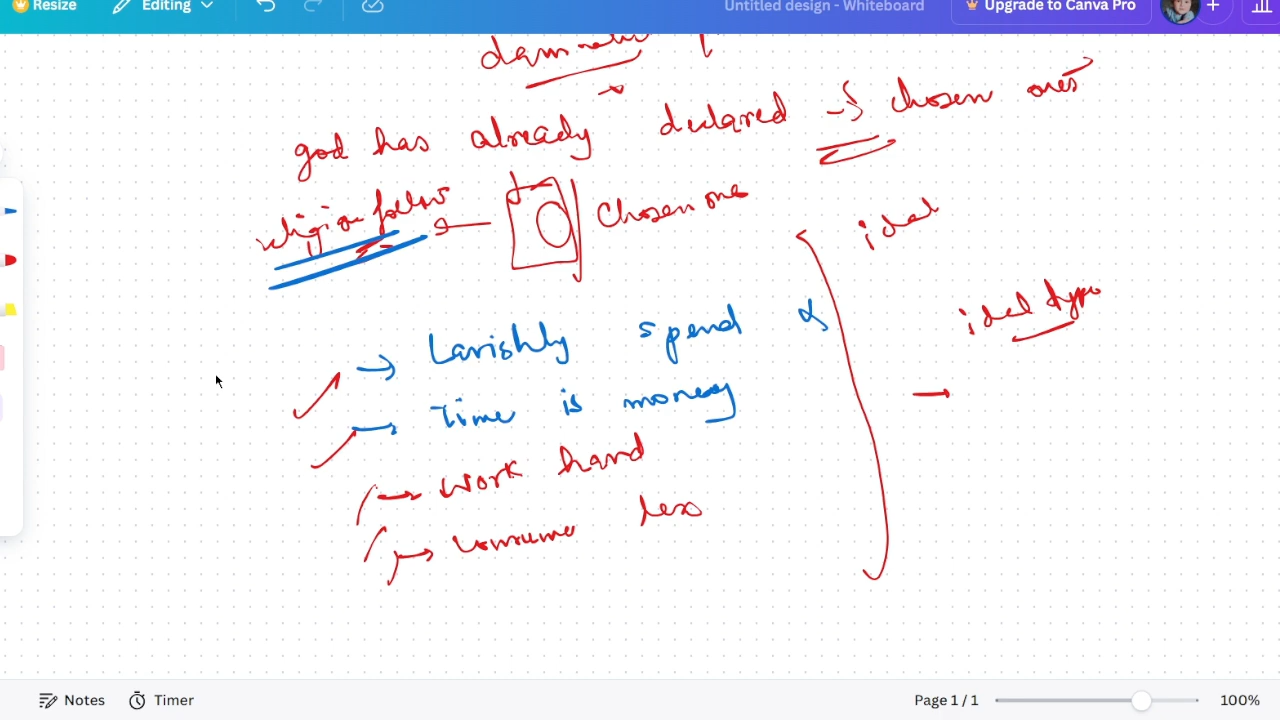 Resize Editing Untitled design - Whiteboard Upgrade to Canva Pro
god has already declared → chosen ones
religion follow ← Chosen one
ideal
ideal type
→ Lavishly spend
→ Time is money
→ work hard
→ consume less
Notes Timer Page 1 / 1 100%